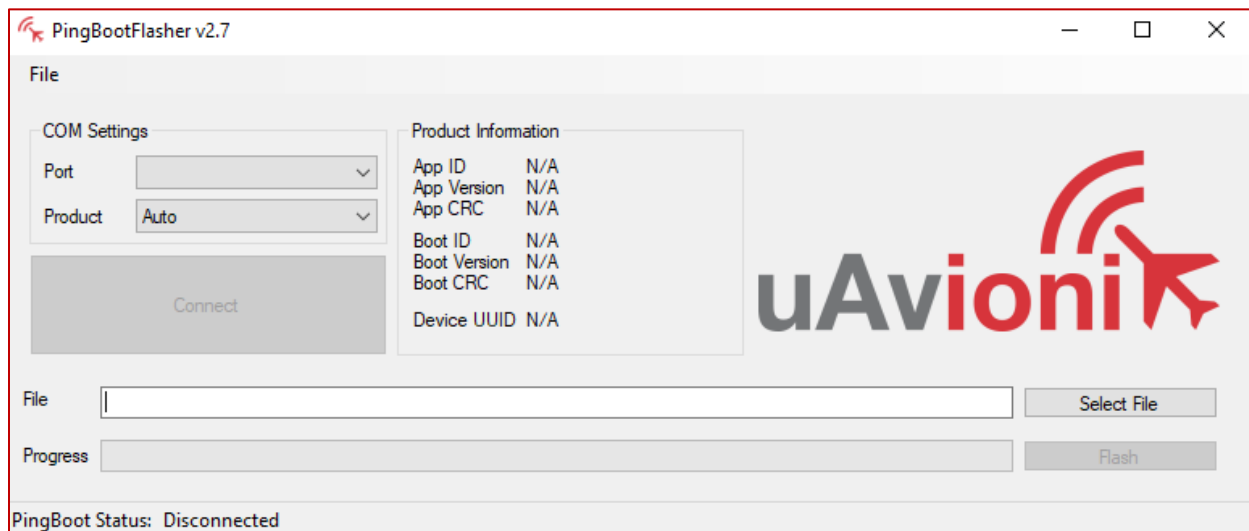 PingBootFlasher v2.7
File
COM Settings
Port
Product Auto
Connect
Product Information
App ID N/A
App Version N/A
App CRC N/A
Boot ID N/A
Boot Version N/A
Boot CRC N/A
Device UUID N/A
uAvioni
File
Select File
Progress
Flash
PingBoot Status: Disconnected